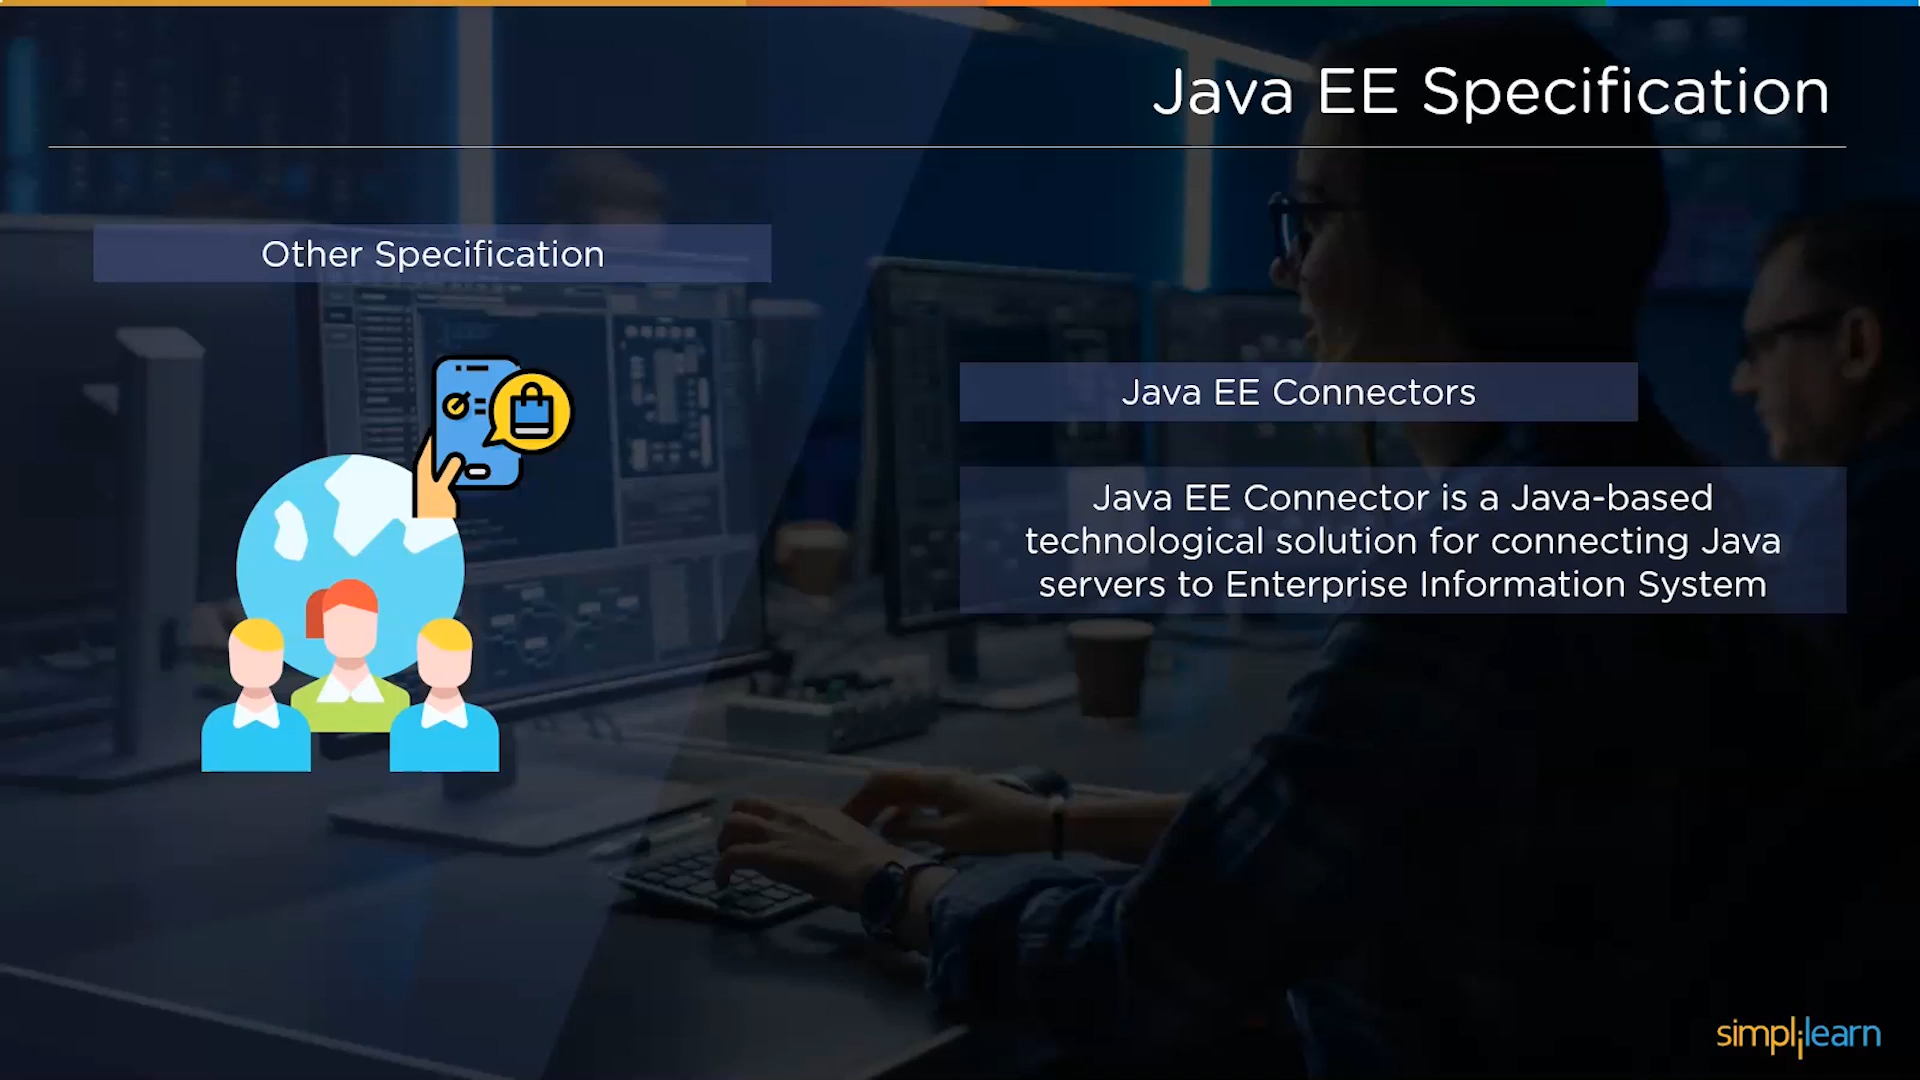 Java EE Specification
Other Specification
Java EE Connectors
Java EE Connector is a Java-based
technological solution for connecting Java
servers to Enterprise Information System
simplilearn